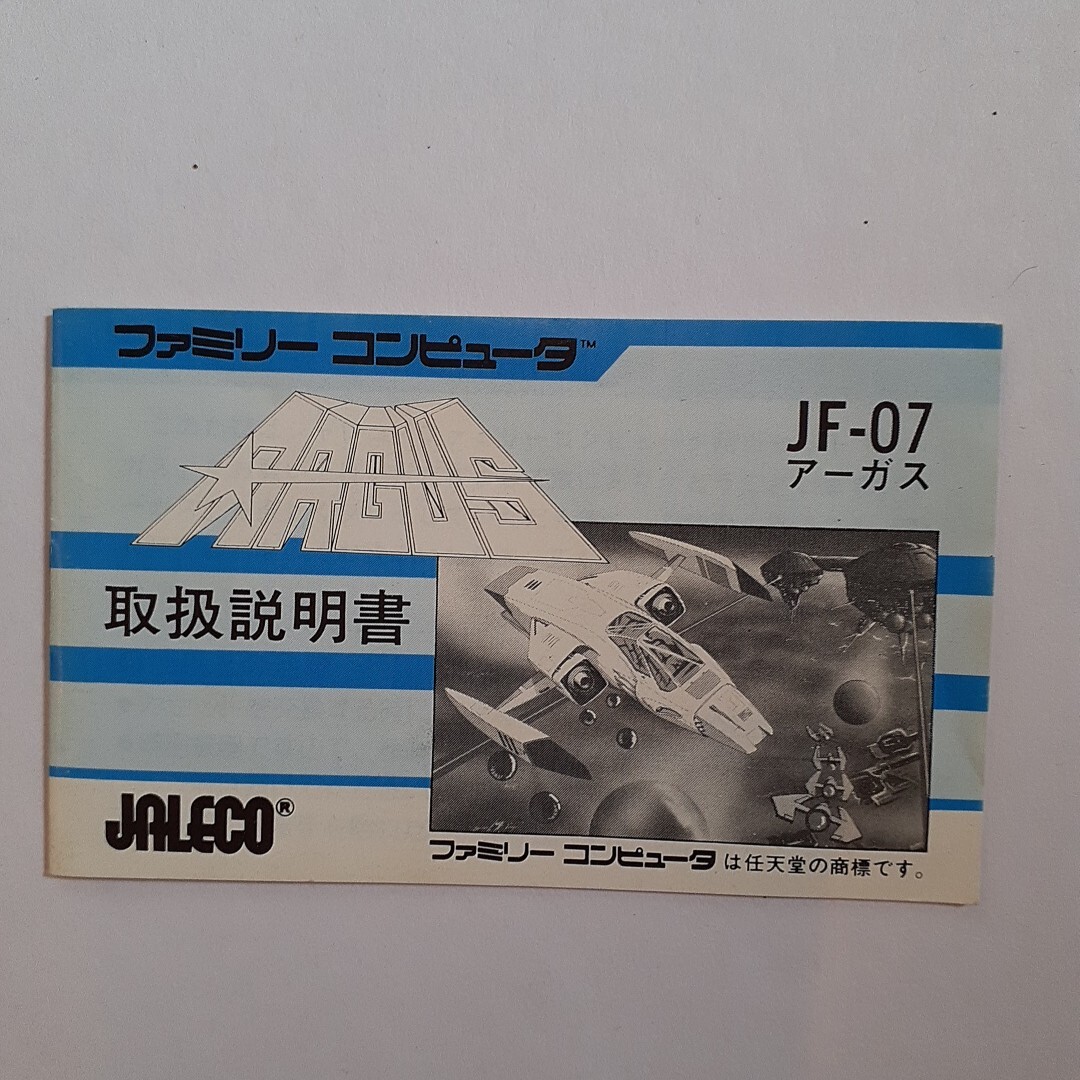 ファミリー コンピュータ™
ARGUS
JF-07
アーガス
取扱説明書
JALECO®
ファミリー コンピュータは任天堂の商標です。